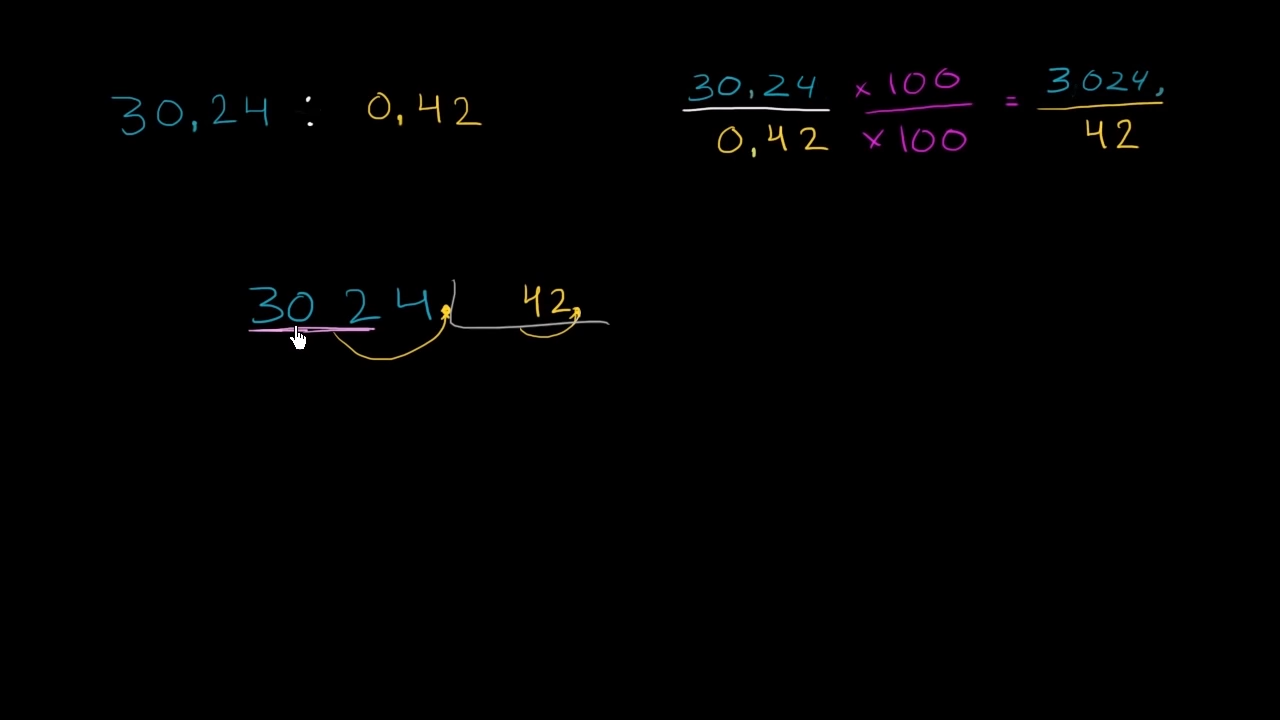 30,24 : 0,42
30,24 × 100 = 3024,
0,42 × 100 42
3024, 42,